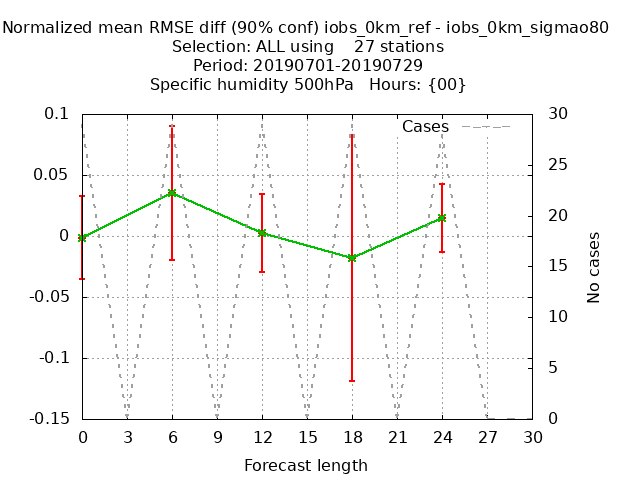 Normalized mean RMSE diff (90% conf) iobs_0km_ref - iobs_0km_sigmao80
Selection: ALL using    27 stations
Period: 20190701-20190729
Specific humidity 500hPa   Hours: {00}
Cases
0.1
0.05
0
-0.05
-0.1
-0.15
30
25
20
15
10
5
0
No cases
0 3 6 9 12 15 18 21 24 27 30
Forecast length